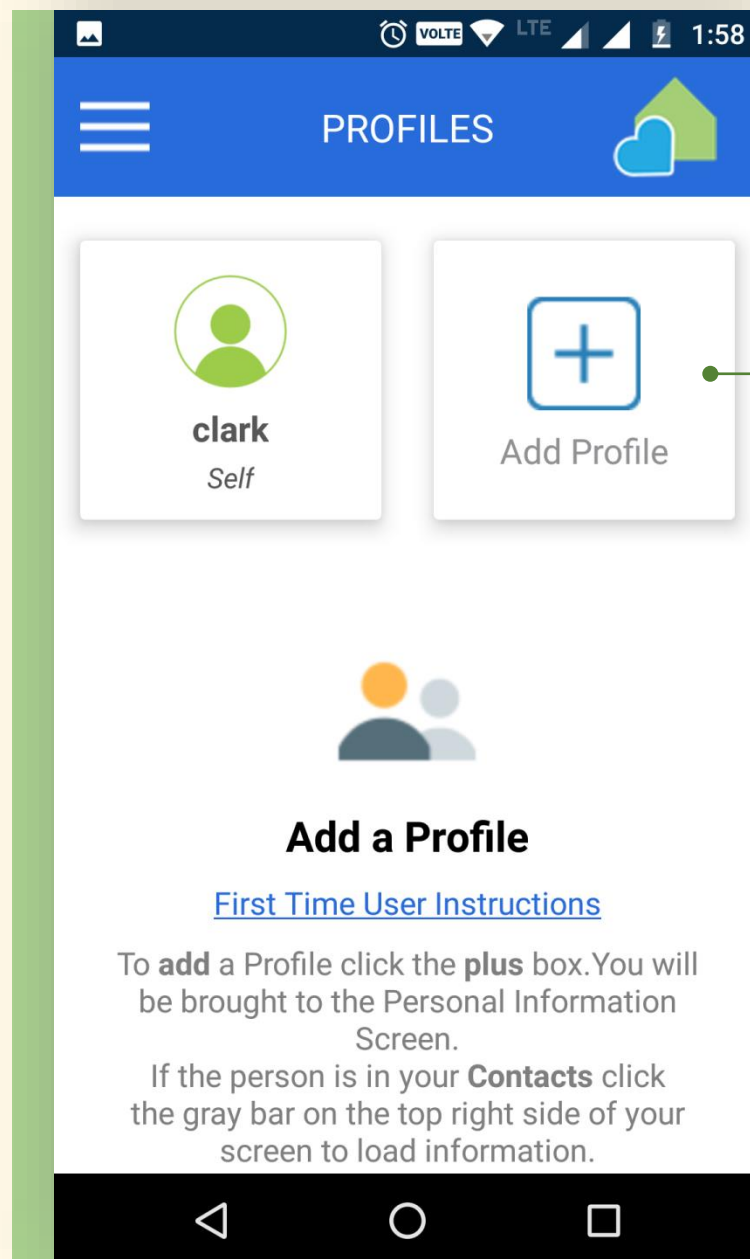 VOLTE LTE 1:58
PROFILES
clark
Self
Add Profile
Add a Profile
First Time User Instructions
To add a Profile click the plus box.You will
be brought to the Personal Information
Screen.
If the person is in your Contacts click
the gray bar on the top right side of your
screen to load information.